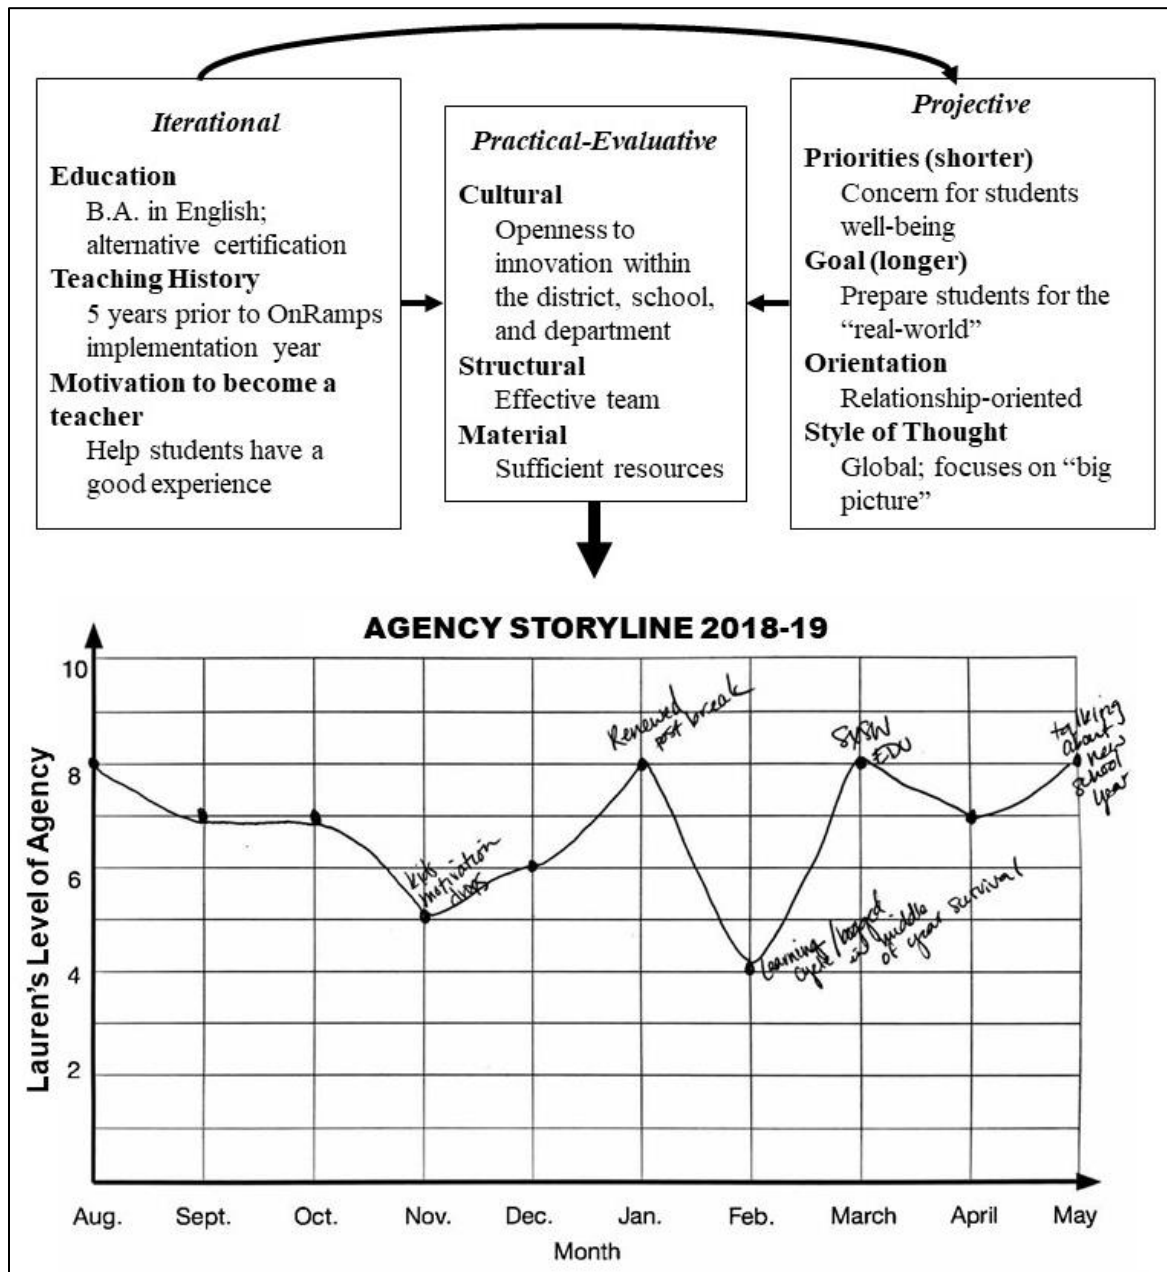 Iterational
Education
B.A. in English;
alternative certification
Teaching History
5 years prior to OnRamps
implementation year
Motivation to become a
teacher
Help students have a
good experience
Practical-Evaluative
Cultural
Openness to
innovation within
the district, school,
and department
Structural
Effective team
Material
Sufficient resources
Projective
Priorities (shorter)
Concern for students
well-being
Goal (longer)
Prepare students for the
“real-world”
Orientation
Relationship-oriented
Style of Thought
Global; focuses on “big
picture”
AGENCY STORYLINE 2018-19
Lauren’s Level of Agency
10
8
6
4
2
kids
motivation
drops
Renewed
post break
Learning / bogged
cycle in middle
of year survival
SXSW
EDU
talking
about
new
school
year
Aug. Sept. Oct. Nov. Dec. Jan. Feb. March April May
Month